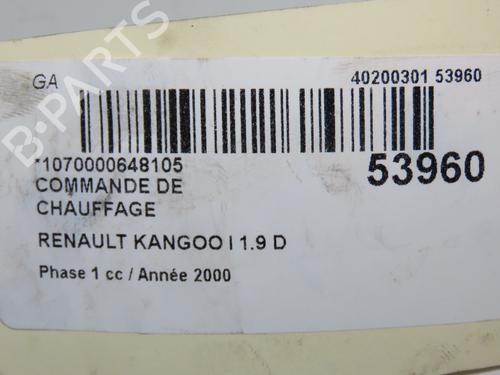 GA
40200301 53960
*1070000648105
53960
COMMANDE DE
CHAUFFAGE
RENAULT KANGOO I 1.9 D
Phase 1 cc / Année 2000
B-PARTS